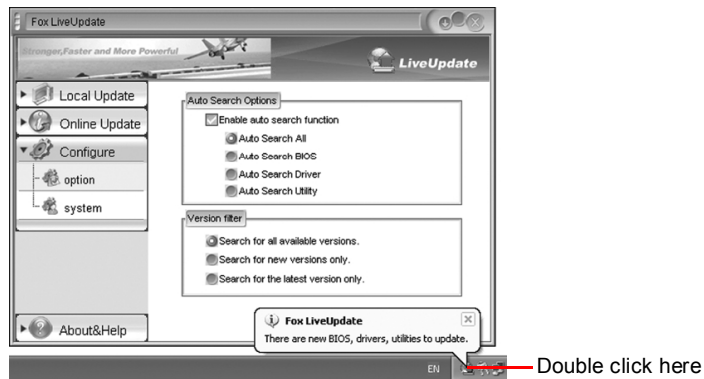 Fox LiveUpdate
Stronger,Faster and More Powerful
LiveUpdate
Local Update
Online Update
Configure
option
system
About&Help
Auto Search Options
Enable auto search function
Auto Search All
Auto Search BIOS
Auto Search Driver
Auto Search Utility
Version filter
Search for all available versions.
Search for new versions only.
Search for the latest version only.
Fox LiveUpdate
There are new BIOS, drivers, utilities to update.
EN
Double click here